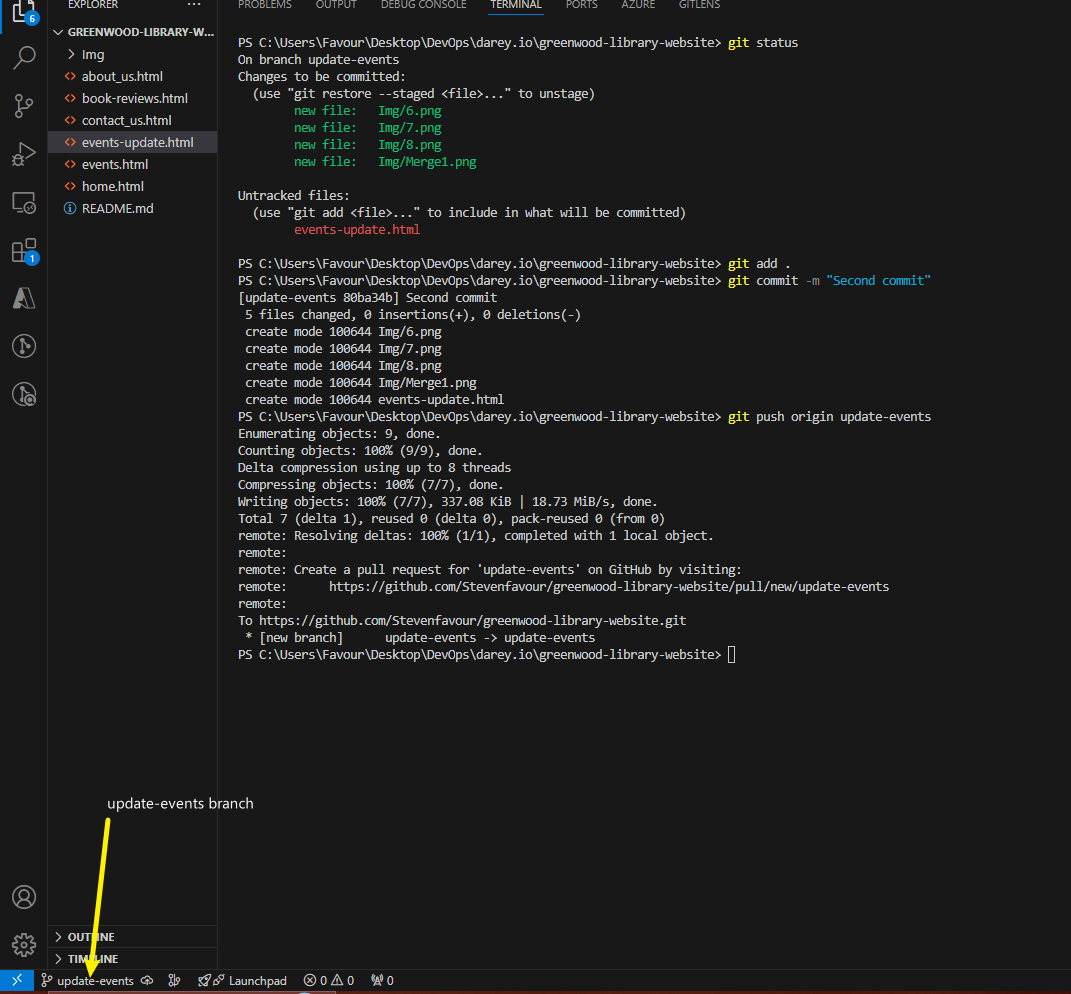 EXPLORER
PROBLEMS OUTPUT DEBUG CONSOLE TERMINAL PORTS AZURE GITLENS
6
GREENWOOD-LIBRARY-W...
Img
about_us.html
book-reviews.html
contact_us.html
events-update.html
events.html
home.html
README.md
1
PS C:\Users\Favour\Desktop\DevOps\darey.io\greenwood-library-website> git status
On branch update-events
Changes to be committed:
(use "git restore --staged <file>..." to unstage)
new file: Img/6.png
new file: Img/7.png
new file: Img/8.png
new file: Img/Merge1.png
Untracked files:
(use "git add <file>..." to include in what will be committed)
events-update.html
PS C:\Users\Favour\Desktop\DevOps\darey.io\greenwood-library-website> git add .
PS C:\Users\Favour\Desktop\DevOps\darey.io\greenwood-library-website> git commit -m "Second commit"
[update-events 80ba34b] Second commit
5 files changed, 0 insertions(+), 0 deletions(-)
create mode 100644 Img/6.png
create mode 100644 Img/7.png
create mode 100644 Img/8.png
create mode 100644 Img/Merge1.png
create mode 100644 events-update.html
PS C:\Users\Favour\Desktop\DevOps\darey.io\greenwood-library-website> git push origin update-events
Enumerating objects: 9, done.
Counting objects: 100% (9/9), done.
Delta compression using up to 8 threads
Compressing objects: 100% (7/7), done.
Writing objects: 100% (7/7), 337.08 KiB | 18.73 MiB/s, done.
Total 7 (delta 1), reused 0 (delta 0), pack-reused 0 (from 0)
remote: Resolving deltas: 100% (1/1), completed with 1 local object.
remote:
remote: Create a pull request for 'update-events' on GitHub by visiting:
remote: https://github.com/Stevenfavour/greenwood-library-website/pull/new/update-events
remote:
To https://github.com/Stevenfavour/greenwood-library-website.git
* [new branch] update-events -> update-events
PS C:\Users\Favour\Desktop\DevOps\darey.io\greenwood-library-website>
update-events branch
OUTLINE
TIMELINE
update-events Launchpad 0 0 0